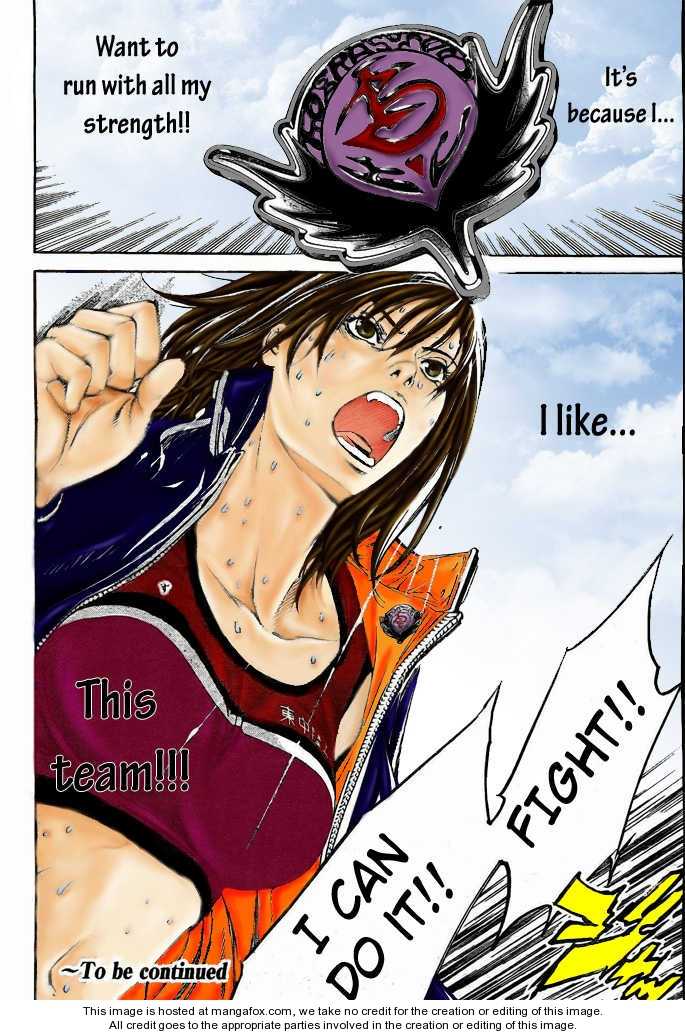 It's
because I...
Want to
run with all my
strength!!
I like...
This
team!!!
FIGHT!!
I CAN
DO IT!!
~To be continued
This image is hosted at mangafox.com, we take no credit for the creation or editing of this image.
All credit goes to the appropriate parties involved in the creation or editing of this image.